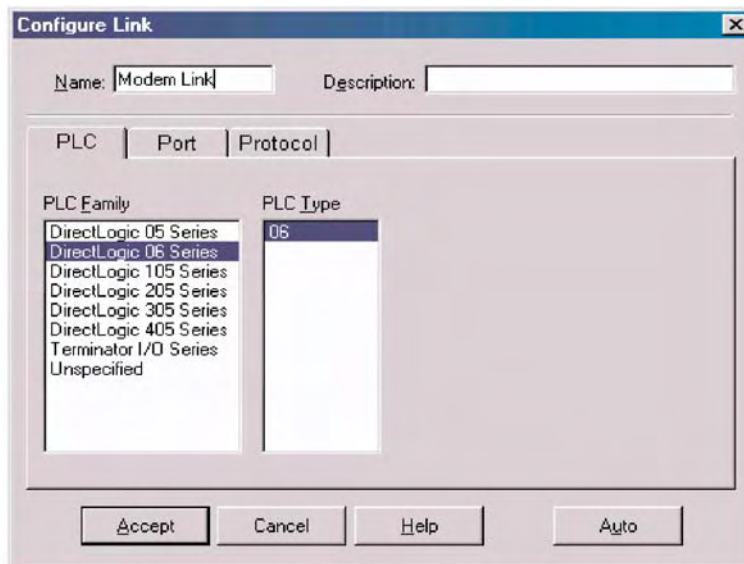 Configure Link
Name: Modem Link Description:
PLC Port Protocol
PLC Family PLC Type
DirectLogic 05 Series 06
DirectLogic 06 Series
DirectLogic 105 Series
DirectLogic 205 Series
DirectLogic 305 Series
DirectLogic 405 Series
Terminator I/O Series
Unspecified
Accept Cancel Help Auto